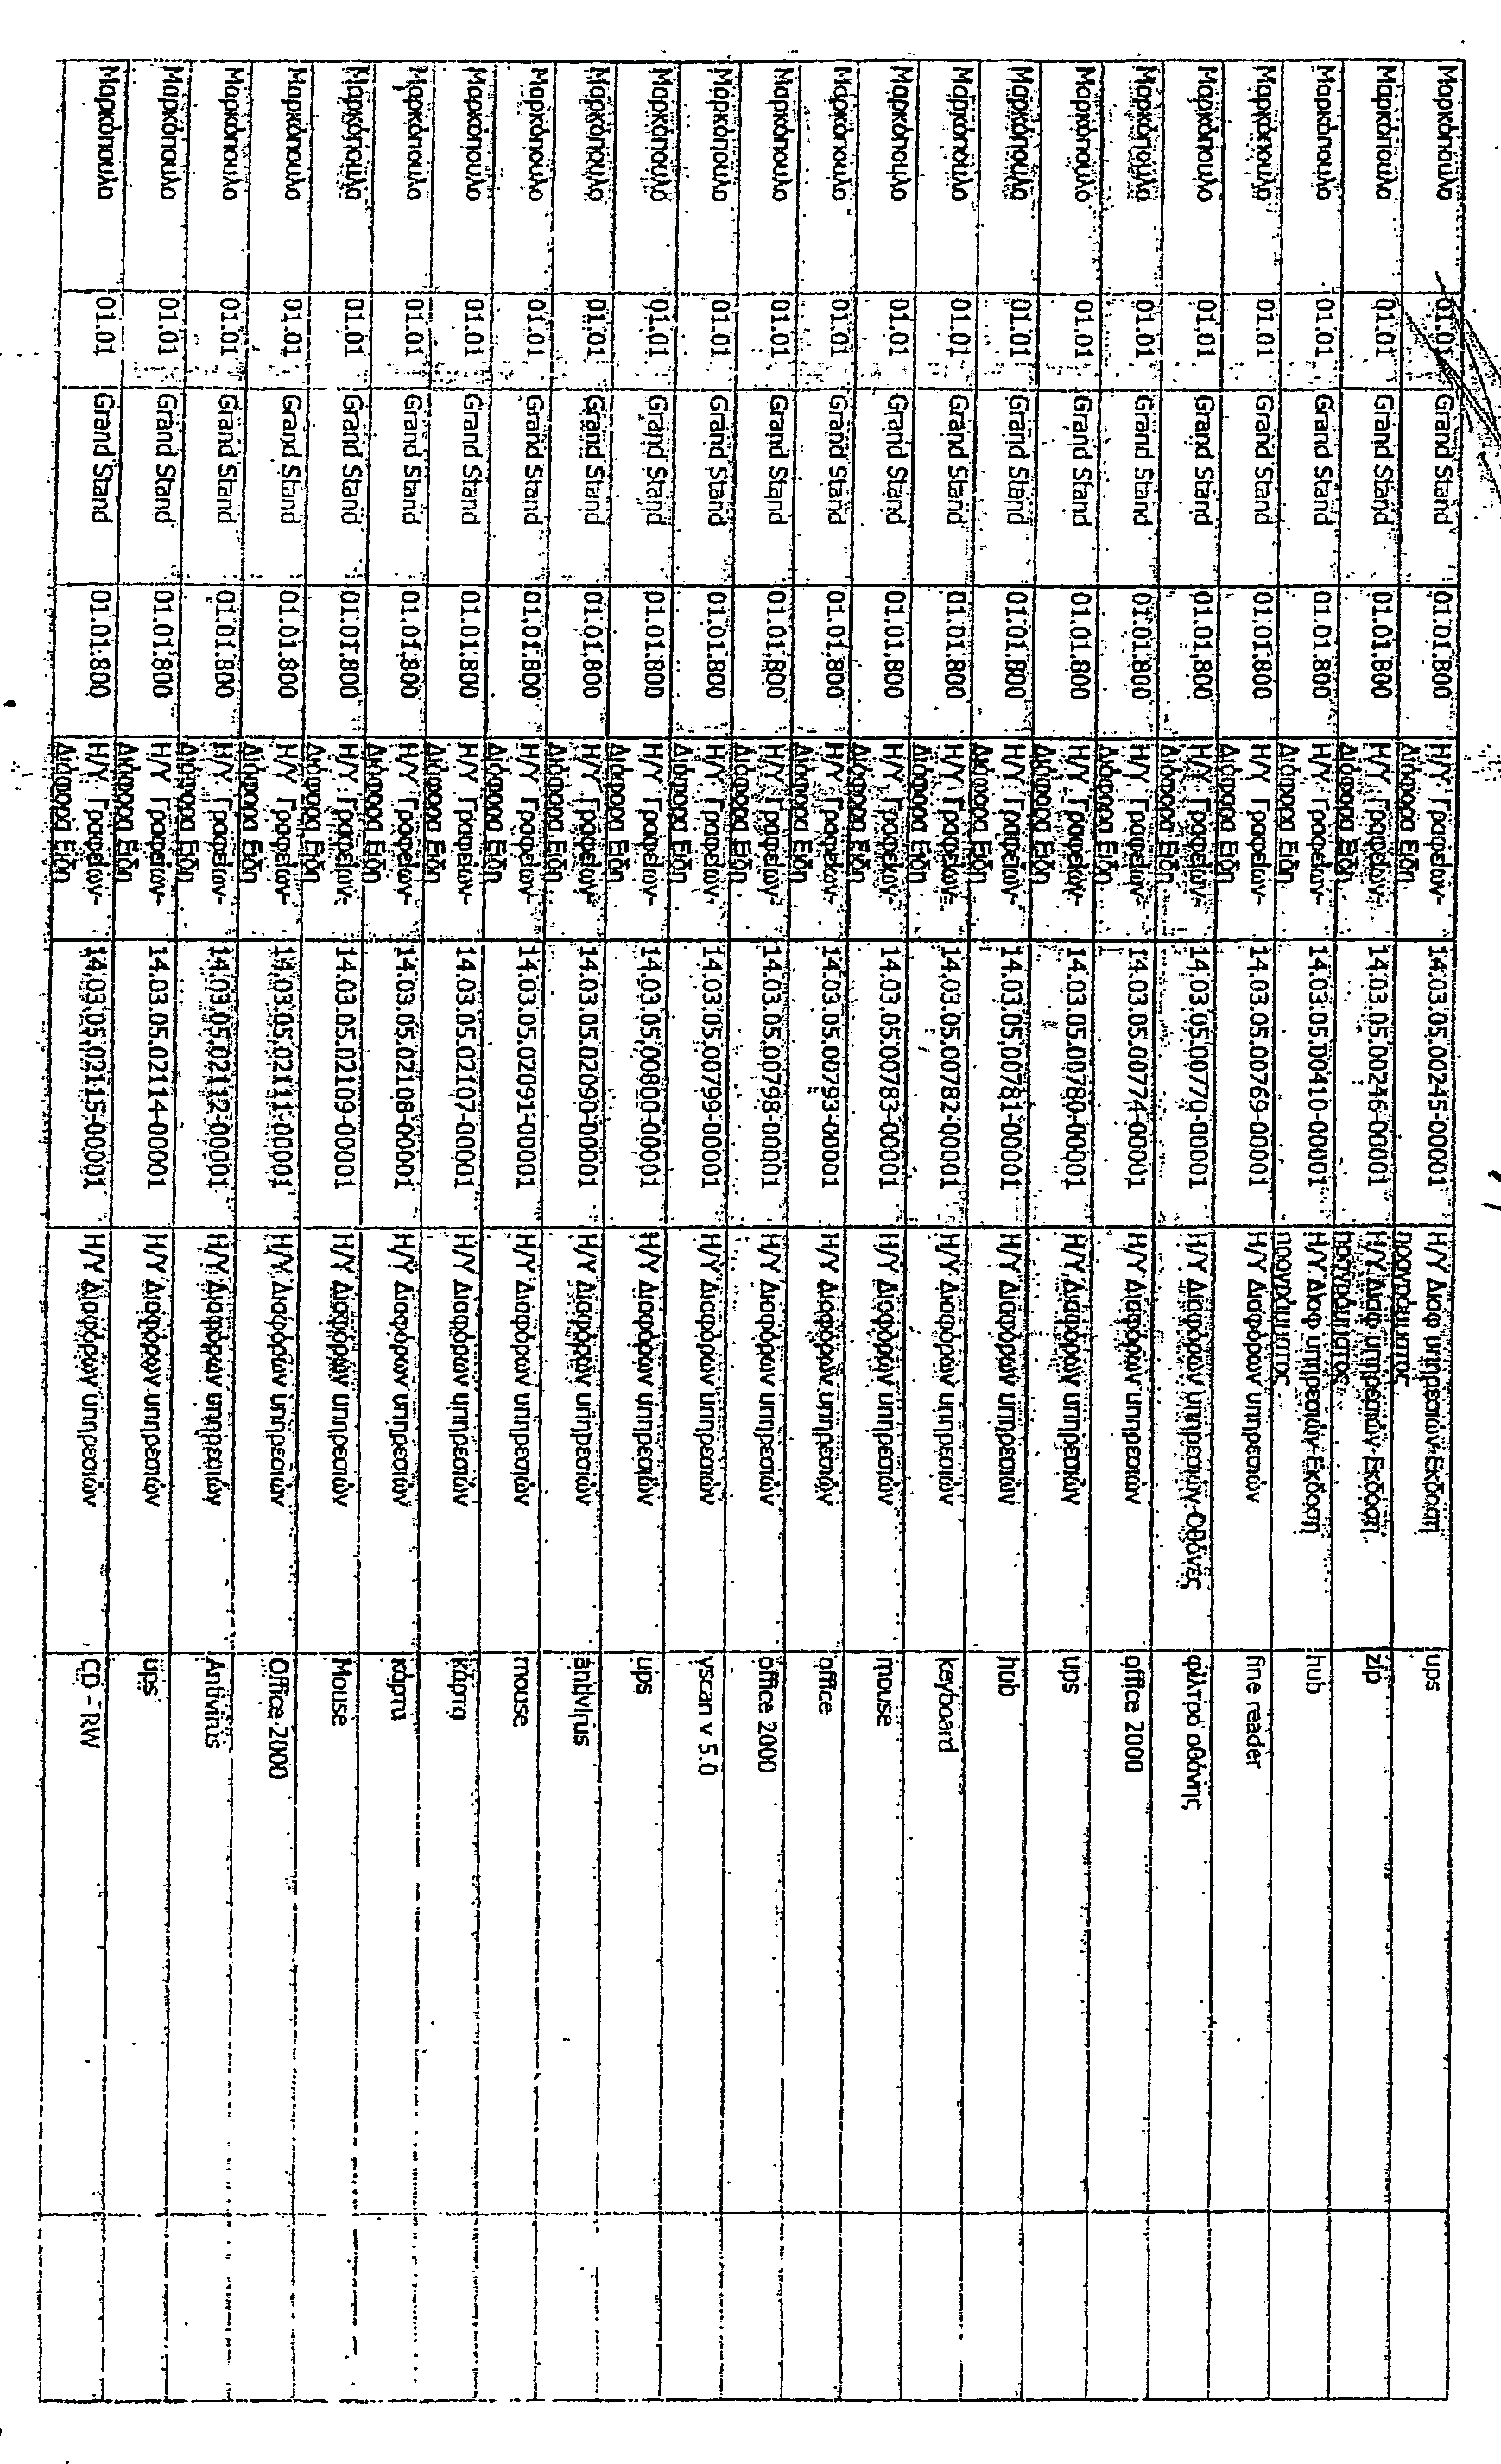 Μαρκόπουλο 01.01 Grand Stand 01.01.800 Η/Υ Γραφείων- Διάφορα Είδη 14.03.05.00245-00001 Η/Υ Διαφ υπηρεσιών-Εκδοση προγράμματος ups
Μαρκόπουλο 01.01 Grand Stand 01.01.800 Η/Υ Γραφείων- Διάφορα Είδη 14.03.05.00246-00001 Η/Υ Διαφ υπηρεσιών-Εκδοση προγράμματος zip
Μαρκόπουλο 01.01 Grand Stand 01.01.800 Η/Υ Γραφείων- Διάφορα Είδη 14.03.05.00410-00001 Η/Υ Διαφ υπηρεσιών-Εκδοση προγράμματος hub
Μαρκόπουλο 01.01 Grand Stand 01.01.800 Η/Υ Γραφείων- Διάφορα Είδη 14.03.05.00769-00001 Η/Υ Διαφόρων υπηρεσιών fine reader
Μαρκόπουλο 01.01 Grand Stand 01.01.800 Η/Υ Γραφείων- Διάφορα Είδη 14.03.05.00770-00001 Η/Υ Διαφόρων υπηρεσιών-Οθόνες φίλτρο οθόνης
Μαρκόπουλο 01.01 Grand Stand 01.01.800 Η/Υ Γραφείων- Διάφορα Είδη 14.03.05.00774-00001 Η/Υ Διαφόρων υπηρεσιών office 2000
Μαρκόπουλο 01.01 Grand Stand 01.01.800 Η/Υ Γραφείων- Διάφορα Είδη 14.03.05.00780-00001 Η/Υ Διαφόρων υπηρεσιών ups
Μαρκόπουλο 01.01 Grand Stand 01.01.800 Η/Υ Γραφείων- Διάφορα Είδη 14.03.05.00781-00001 Η/Υ Διαφόρων υπηρεσιών hub
Μαρκόπουλο 01.01 Grand Stand 01.01.800 Η/Υ Γραφείων- Διάφορα Είδη 14.03.05.00782-00001 Η/Υ Διαφόρων υπηρεσιών keyboard
Μαρκόπουλο 01.01 Grand Stand 01.01.800 Η/Υ Γραφείων- Διάφορα Είδη 14.03.05.00783-00001 Η/Υ Διαφόρων υπηρεσιών mouse
Μαρκόπουλο 01.01 Grand Stand 01.01.800 Η/Υ Γραφείων- Διάφορα Είδη 14.03.05.00793-00001 Η/Υ Διαφόρων υπηρεσιών office
Μαρκόπουλο 01.01 Grand Stand 01.01.800 Η/Υ Γραφείων- Διάφορα Είδη 14.03.05.00798-00001 Η/Υ Διαφόρων υπηρεσιών office 2000
Μαρκόπουλο 01.01 Grand Stand 01.01.800 Η/Υ Γραφείων- Διάφορα Είδη 14.03.05.00799-00001 Η/Υ Διαφόρων υπηρεσιών vscan v 5.0
Μαρκόπουλο 01.01 Grand Stand 01.01.800 Η/Υ Γραφείων- Διάφορα Είδη 14.03.05.00800-00001 Η/Υ Διαφόρων υπηρεσιών ups
Μαρκόπουλο 01.01 Grand Stand 01.01.800 Η/Υ Γραφείων- Διάφορα Είδη 14.03.05.02090-00001 Η/Υ Διαφόρων υπηρεσιών antivirus
Μαρκόπουλο 01.01 Grand Stand 01.01.800 Η/Υ Γραφείων- Διάφορα Είδη 14.03.05.02091-00001 Η/Υ Διαφόρων υπηρεσιών mouse
Μαρκόπουλο 01.01 Grand Stand 01.01.800 Η/Υ Γραφείων- Διάφορα Είδη 14.03.05.02107-00001 Η/Υ Διαφόρων υπηρεσιών κάρτα
Μαρκόπουλο 01.01 Grand Stand 01.01.800 Η/Υ Γραφείων- Διάφορα Είδη 14.03.05.02108-00001 Η/Υ Διαφόρων υπηρεσιών κάρτα
Μαρκόπουλο 01.01 Grand Stand 01.01.800 Η/Υ Γραφείων- Διάφορα Είδη 14.03.05.02109-00001 Η/Υ Διαφόρων υπηρεσιών Mouse
Μαρκόπουλο 01.01 Grand Stand 01.01.800 Η/Υ Γραφείων- Διάφορα Είδη 14.03.05.02111-00001 Η/Υ Διαφόρων υπηρεσιών Office 2000
Μαρκόπουλο 01.01 Grand Stand 01.01.800 Η/Υ Γραφείων- Διάφορα Είδη 14.03.05.02112-00001 Η/Υ Διαφόρων υπηρεσιών Antivirus
Μαρκόπουλο 01.01 Grand Stand 01.01.800 Η/Υ Γραφείων- Διάφορα Είδη 14.03.05.02114-00001 Η/Υ Διαφόρων υπηρεσιών ups
Μαρκόπουλο 01.01 Grand Stand 01.01.800 Η/Υ Γραφείων- Διάφορα Είδη 14.03.05.02115-00001 Η/Υ Διαφόρων υπηρεσιών CD - RW